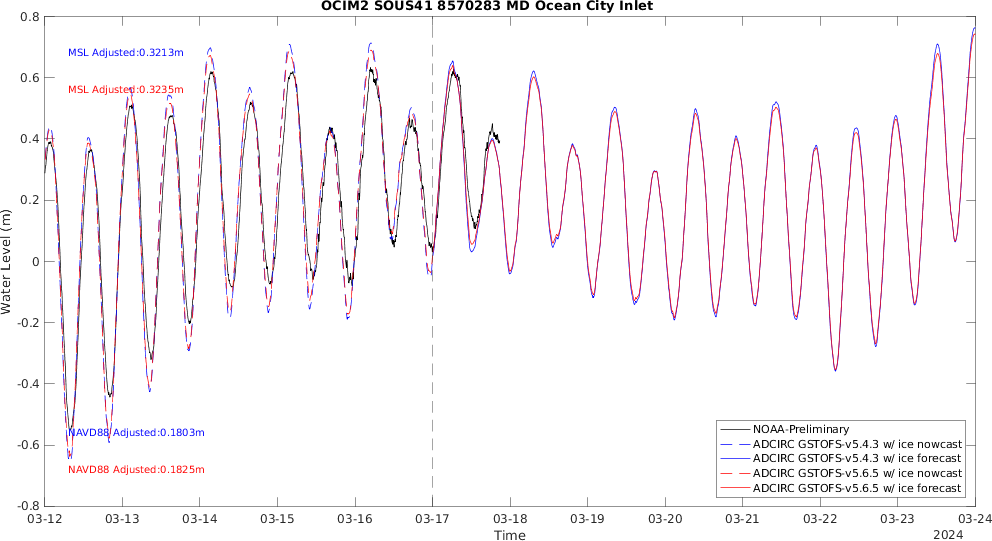 OCIM2 SOUS41 8570283 MD Ocean City Inlet
0.8
0.6
0.4
0.2
0
-0.2
-0.4
-0.6
-0.8
Water Level (m)
MSL Adjusted:0.3213m
MSL Adjusted:0.3235m
NAVD88 Adjusted:0.1803m
NAVD88 Adjusted:0.1825m
NOAA-Preliminary
ADCIRC GSTOFS-v5.4.3 w/ ice nowcast
ADCIRC GSTOFS-v5.4.3 w/ ice forecast
ADCIRC GSTOFS-v5.6.5 w/ ice nowcast
ADCIRC GSTOFS-v5.6.5 w/ ice forecast
03-12 03-13 03-14 03-15 03-16 03-17 03-18 03-19 03-20 03-21 03-22 03-23 03-24
Time
2024